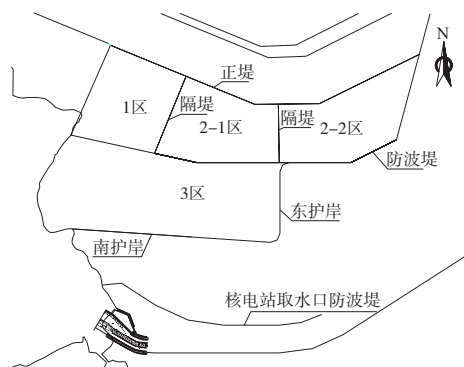 N
正堤
1区
隔堤
2-1区
隔堤
2-2区
防波堤
3区
东护岸
南护岸
核电站取水口防波堤